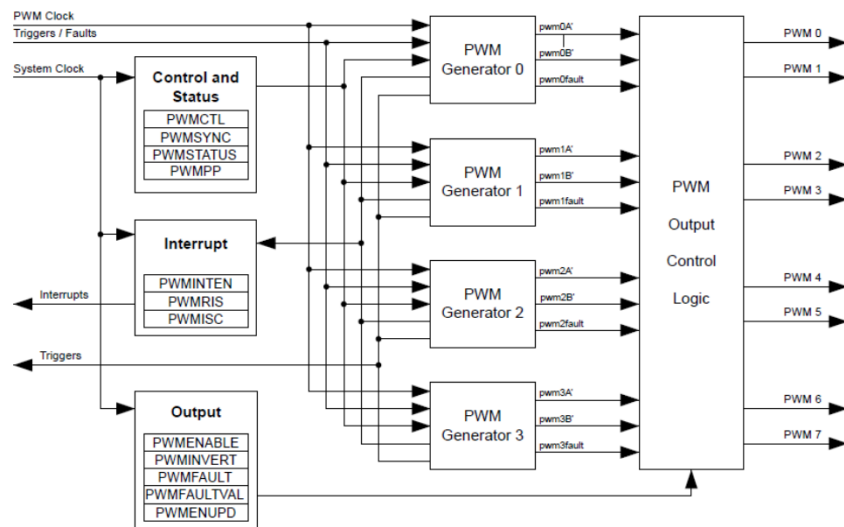 PWM Clock
Triggers / Faults
System Clock
Control and
Status
PWMCTL
PWMSYNC
PWMSTATUS
PWMPP
Interrupt
PWMINTEN
PWMRIS
PWMISC
Interrupts
Triggers
Output
PWMENABLE
PWMINVERT
PWMFAULT
PWMFAULTVAL
PWMENUPD
PWM
Generator 0
pwm0A'
pwm0B'
pwm0fault
PWM
Generator 1
pwm1A'
pwm1B'
pwm1fault
PWM
Generator 2
pwm2A'
pwm2B'
pwm2fault
PWM
Generator 3
pwm3A'
pwm3B'
pwm3fault
PWM
Output
Control
Logic
PWM 0
PWM 1
PWM 2
PWM 3
PWM 4
PWM 5
PWM 6
PWM 7